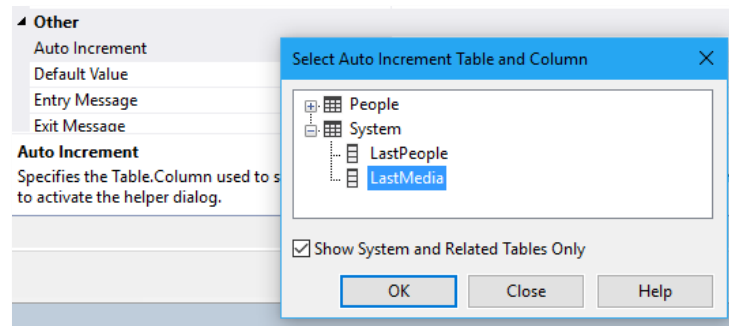 Other
Auto Increment
Default Value
Entry Message
Exit Message
Auto Increment
Specifies the Table.Column used to s
to activate the helper dialog.
Select Auto Increment Table and Column
People
System
LastPeople
LastMedia
Show System and Related Tables Only
OK Close Help